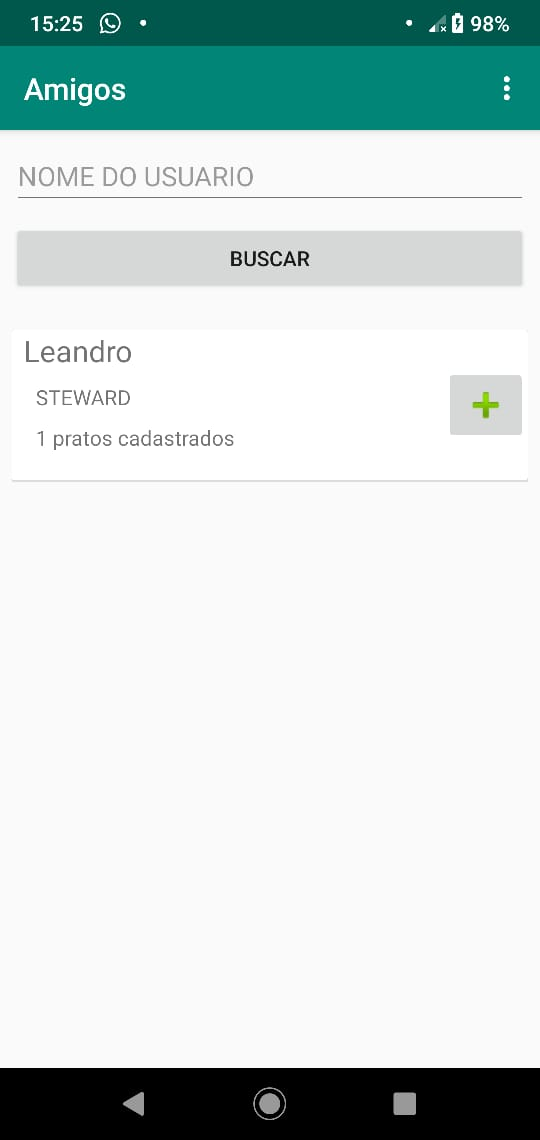 15:25 98%
Amigos
NOME DO USUARIO
BUSCAR
Leandro
STEWARD
1 pratos cadastrados